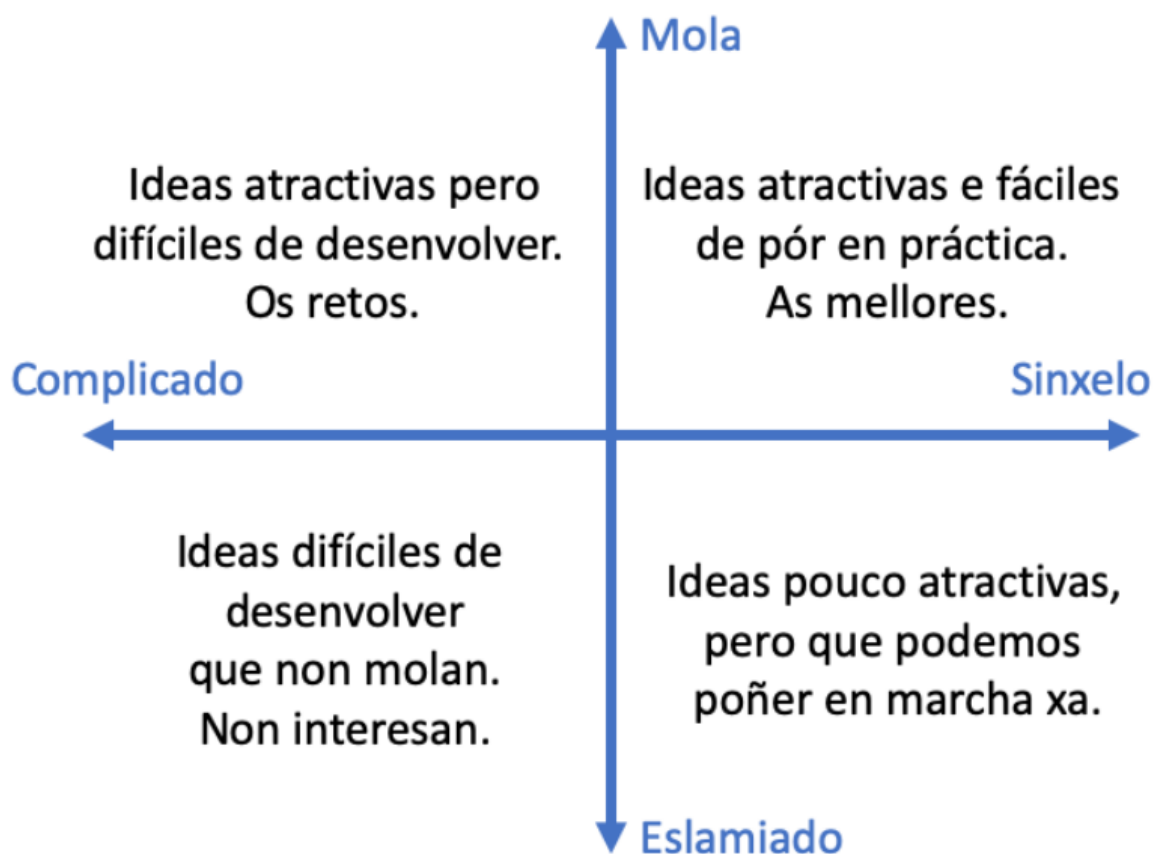 Mola
Ideas atractivas pero
difíciles de desenvolver.
Os retos.
Ideas atractivas e fáciles
de pór en práctica.
As mellores.
Complicado
Sinxelo
Ideas difíciles de
desenvolver
que non molan.
Non interesan.
Ideas pouco atractivas,
pero que podemos
poñer en marcha xa.
Eslamiado